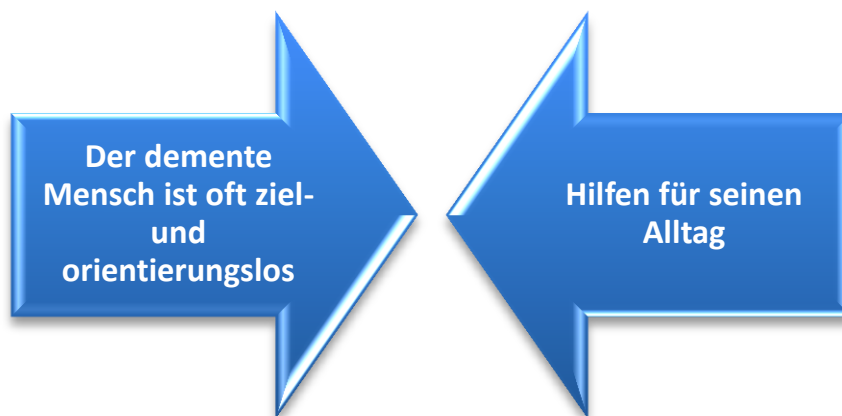 Der demente
Mensch ist oft ziel-
und
orientierungslos
Hilfen für seinen
Alltag